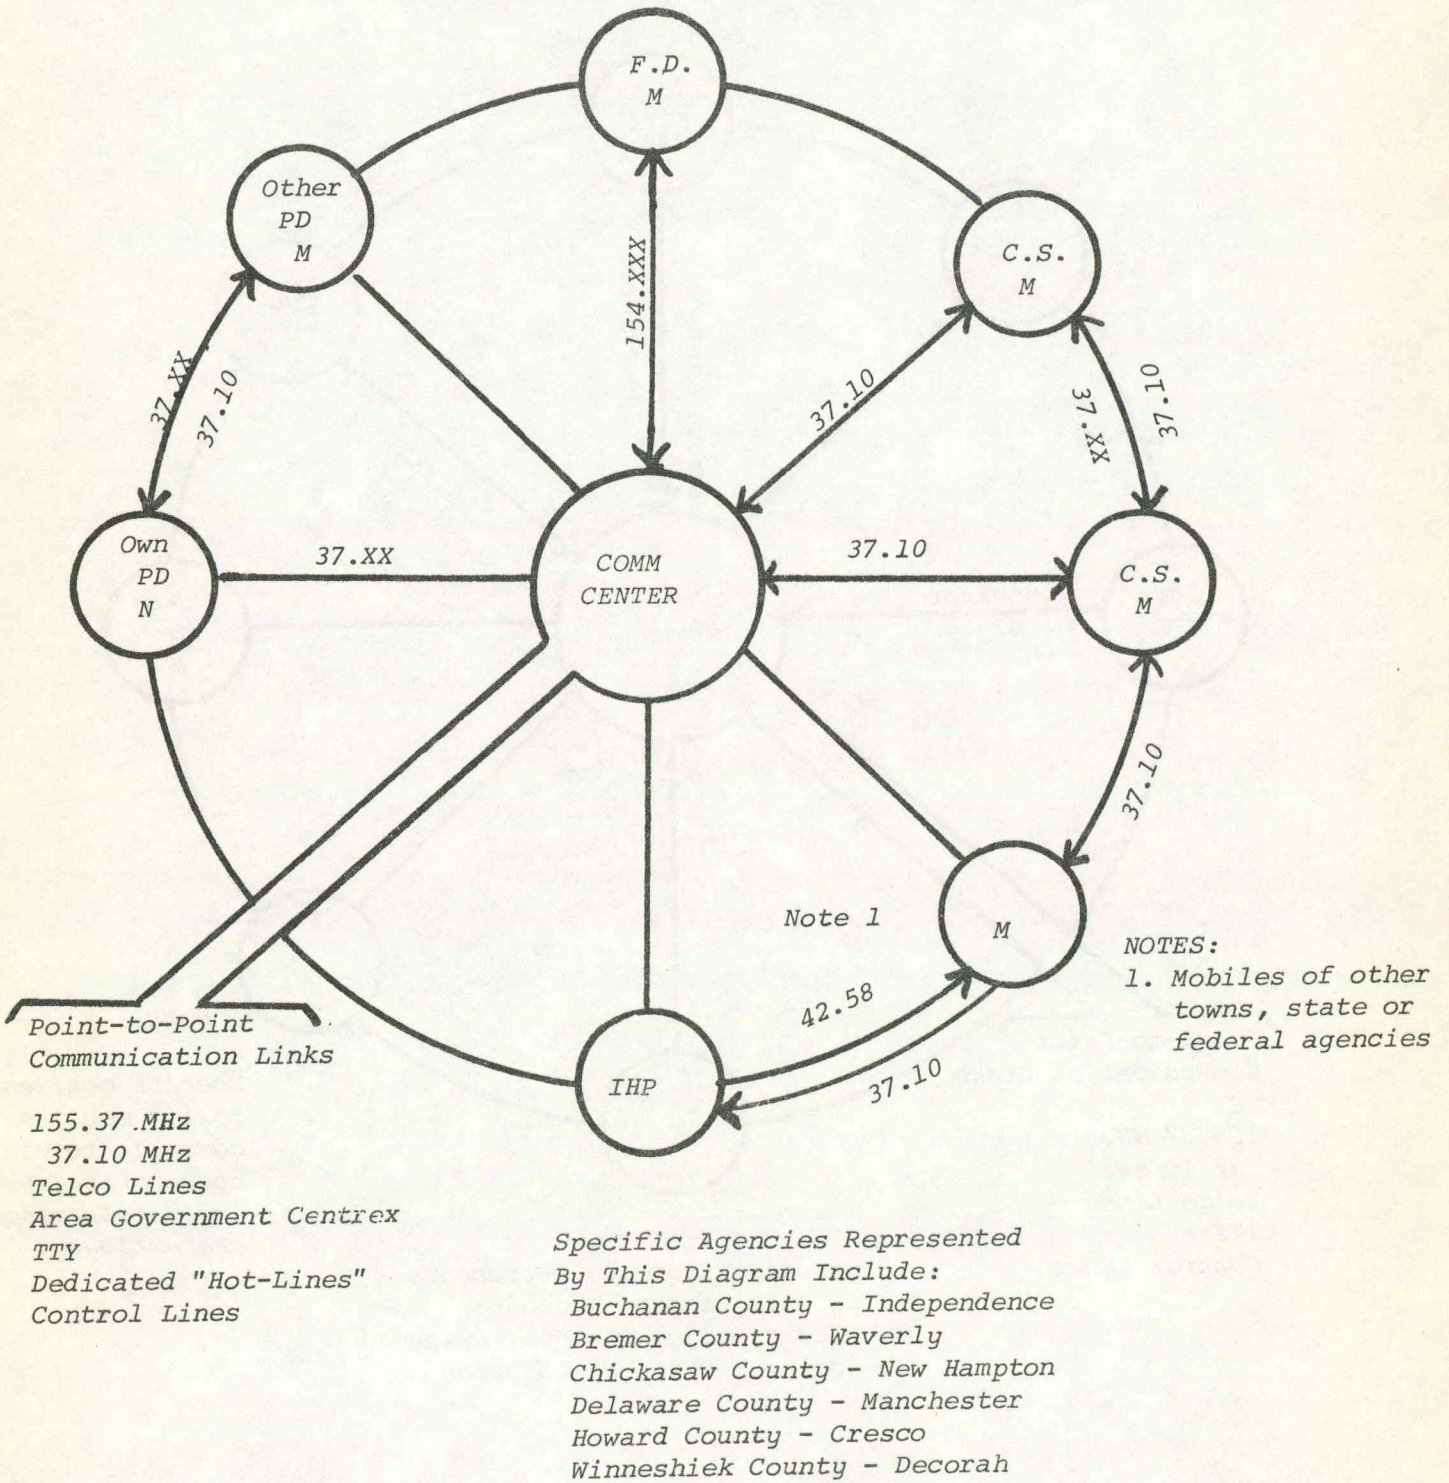 F.D.
M
Other
PD
M
154.XXX
C.S.
M
37.XX
37.10
37.10
37.10
37.XX
Own
PD
N
37.XX
COMM
CENTER
37.10
C.S.
M
37.10
Note 1
M
NOTES:
1. Mobiles of other
towns, state or
federal agencies
42.58
37.10
IHP
Point-to-Point
Communication Links
155.37 MHz
37.10 MHz
Telco Lines
Area Government Centrex
TTY
Dedicated "Hot-Lines"
Control Lines
Specific Agencies Represented
By This Diagram Include:
Buchanan County - Independence
Bremer County - Waverly
Chickasaw County - New Hampton
Delaware County - Manchester
Howard County - Cresco
Winneshiek County - Decorah